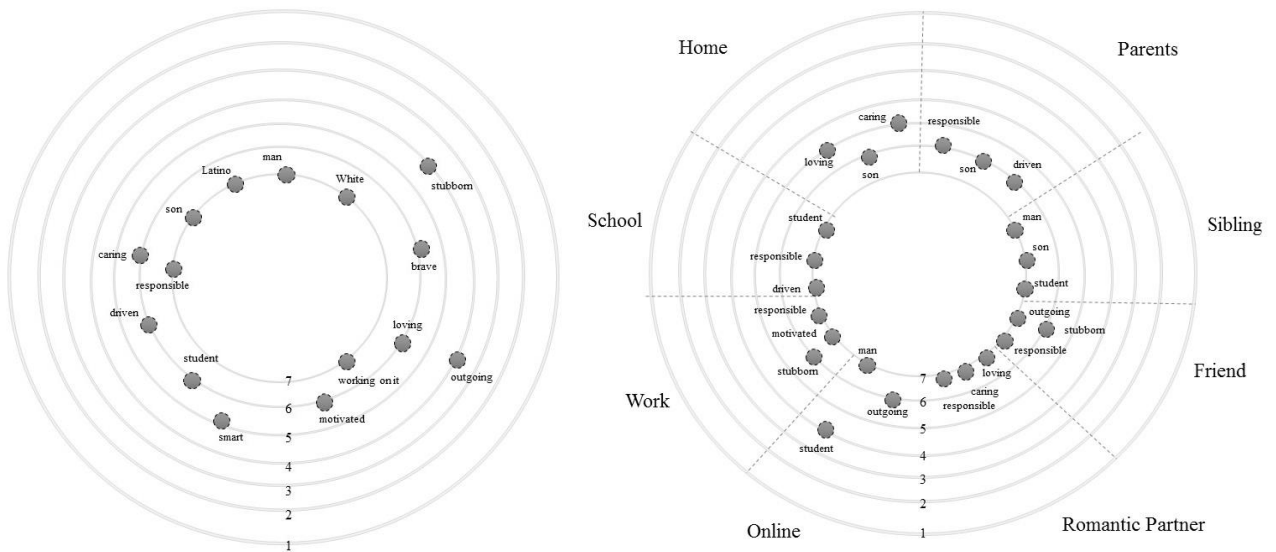 man
Latino
White
stubborn
son
caring
brave
responsible
driven
loving
student
working on it
outgoing
7
6
motivated
smart
5
4
3
2
1
Home
Parents
caring
responsible
loving
son
son
driven
School
student
man
Sibling
responsible
son
driven
student
responsible
outgoing
motivated
stubborn
stubborn
man
responsible
loving
Friend
Work
7
caring
outgoing
6
responsible
5
student
4
3
2
Online
Romantic Partner
1